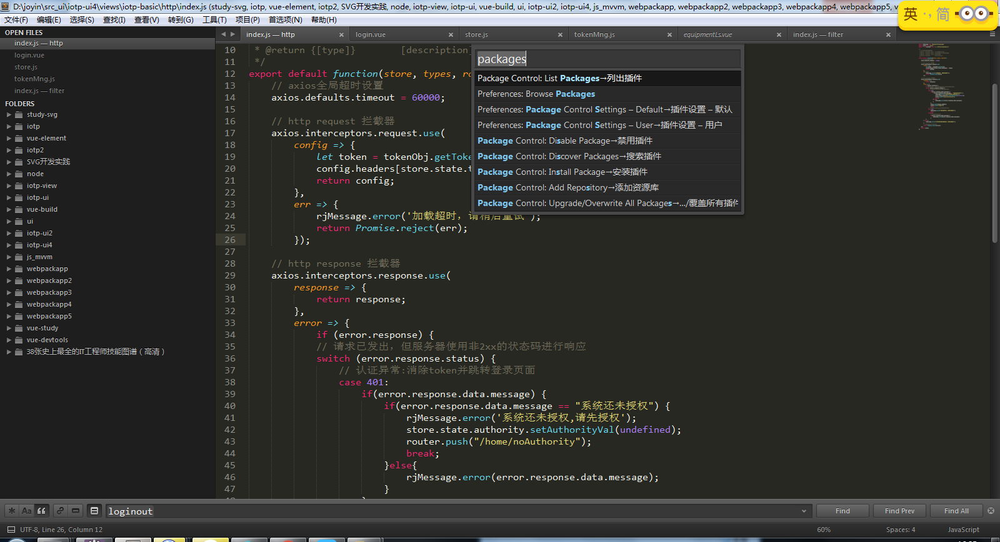 D:\joyin\src_ui\iotp-ui4\views\iotp-basic\http\index.js (study-svg, iotp, vue-element, iotp2, SVG开发实践, node, iotp-view, iotp-ui, vue-build, ui, iotp-ui2, iotp-ui4, js_mvvm, webpackapp, webpackapp2, webpackapp3, webpackapp4, webpackapp5, v
英 ·, 简
文件(F) 编辑(E) 选择(S) 查找(I) 查看(V) 转到(G) 工具(T) 项目(P) 首选项(N) 帮助(H)
OPEN FILES
index.js — http
login.vue
store.js
tokenMng.js
index.js — filter
FOLDERS
study-svg
iotp
vue-element
iotp2
SVG开发实践
node
iotp-view
iotp-ui
vue-build
ui
iotp-ui2
iotp-ui4
js_mvvm
webpackapp
webpackapp2
webpackapp3
webpackapp4
webpackapp5
vue-study
vue-devtools
38张史上最全的IT工程师技能图谱（高清）
index.js — http login.vue store.js tokenMng.js equipmentLs.vue index.js — filter
10 * @return {[type]} [description]
11 */
12 export default function(store, types, ro
13 // axios全局超时设置
14 axios.defaults.timeout = 60000;
15
16 // http request 拦截器
17 axios.interceptors.request.use(
18 config => {
19 let token = tokenObj.getToke
20 config.headers[store.state.t
21 return config;
22 },
23 err => {
24 rjMessage.error('加载超时，请稍后重试');
25 return Promise.reject(err);
26 });
27
28 // http response 拦截器
29 axios.interceptors.response.use(
30 response => {
31 return response;
32 },
33 error => {
34 if (error.response) {
35 // 请求已发出，但服务器使用非2xx的状态码进行响应
36 switch (error.response.status) {
37 // 认证异常:消除token并跳转登录页面
38 case 401:
39 if(error.response.data.message) {
40 if(error.response.data.message == "系统还未授权") {
41 rjMessage.error('系统还未授权,请先授权');
42 store.state.authority.setAuthorityVal(undefined);
43 router.push("/home/noAuthority");
44 break;
45 }else{
46 rjMessage.error(error.response.data.message);
47 }
packages
Package Control: List Packages→列出插件
Preferences: Browse Packages
Preferences: Package Control Settings – Default→插件设置 – 默认
Preferences: Package Control Settings – User→插件设置 – 用户
Package Control: Disable Package→禁用插件
Package Control: Discover Packages→搜索插件
Package Control: Install Package→安装插件
Package Control: Add Repository→添加资源库
Package Control: Upgrade/Overwrite All Packages→.../覆盖所有插件
Aa loginout Find Find Prev Find All
UTF-8, Line 26, Column 12 60% Spaces: 4 JavaScript